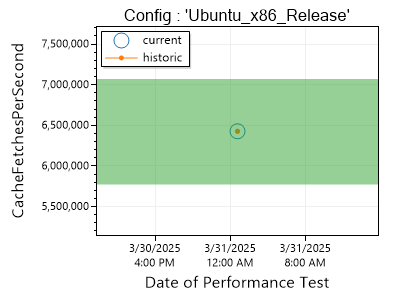 Config : 'Ubuntu_x86_Release'
current
historic
CacheFetchesPerSecond
7,500,000
7,000,000
6,500,000
6,000,000
5,500,000
3/30/2025 3/31/2025 3/31/2025
4:00 PM 12:00 AM 8:00 AM
Date of Performance Test